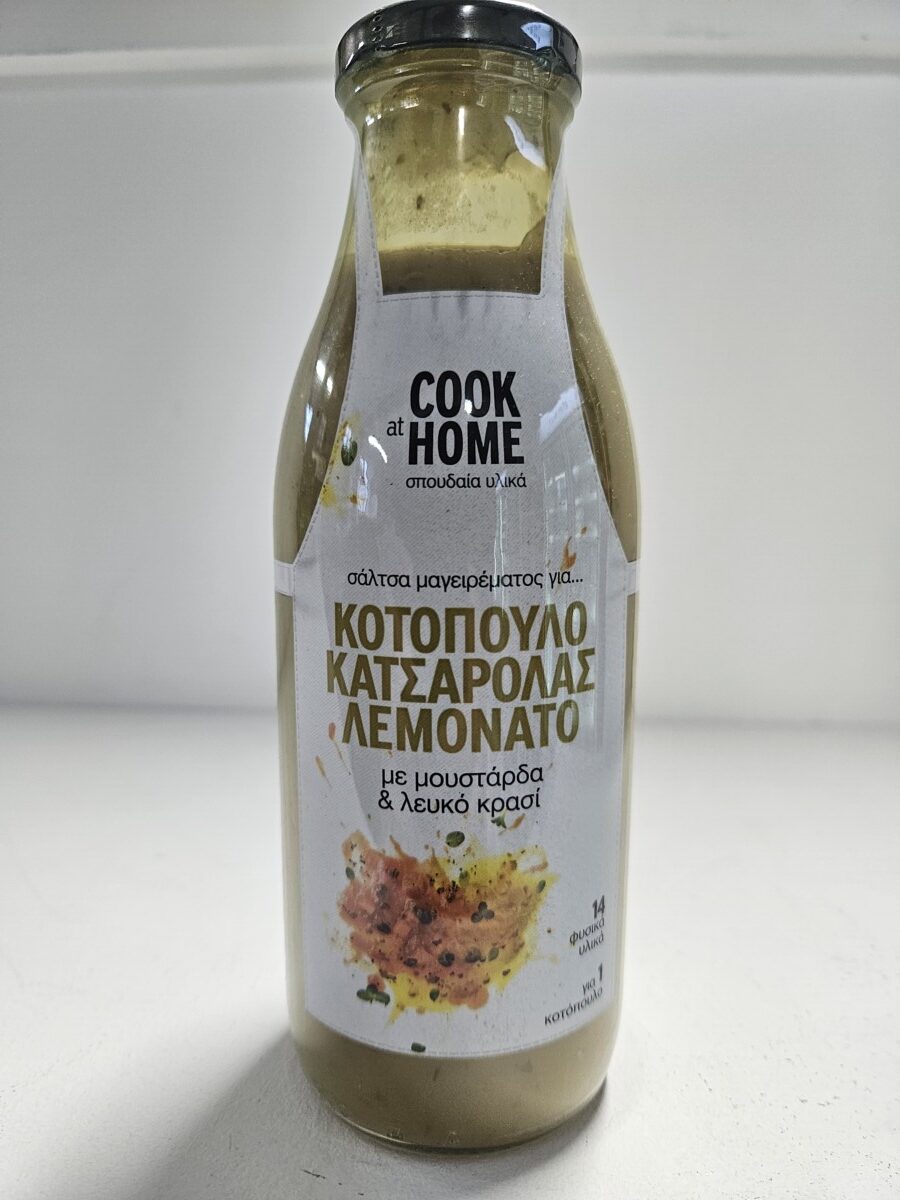 COOK
at HOME
σπουδαία υλικά
σάλτσα μαγειρέματος για...
ΚΟΤΟΠΟΥΛΟ
ΚΑΤΣΑΡΟΛΑΣ
ΛΕΜΟΝΑΤΟ
με μουστάρδα
& λευκό κρασί
14
φυσικά
υλικά
για 1
κοτόπουλο